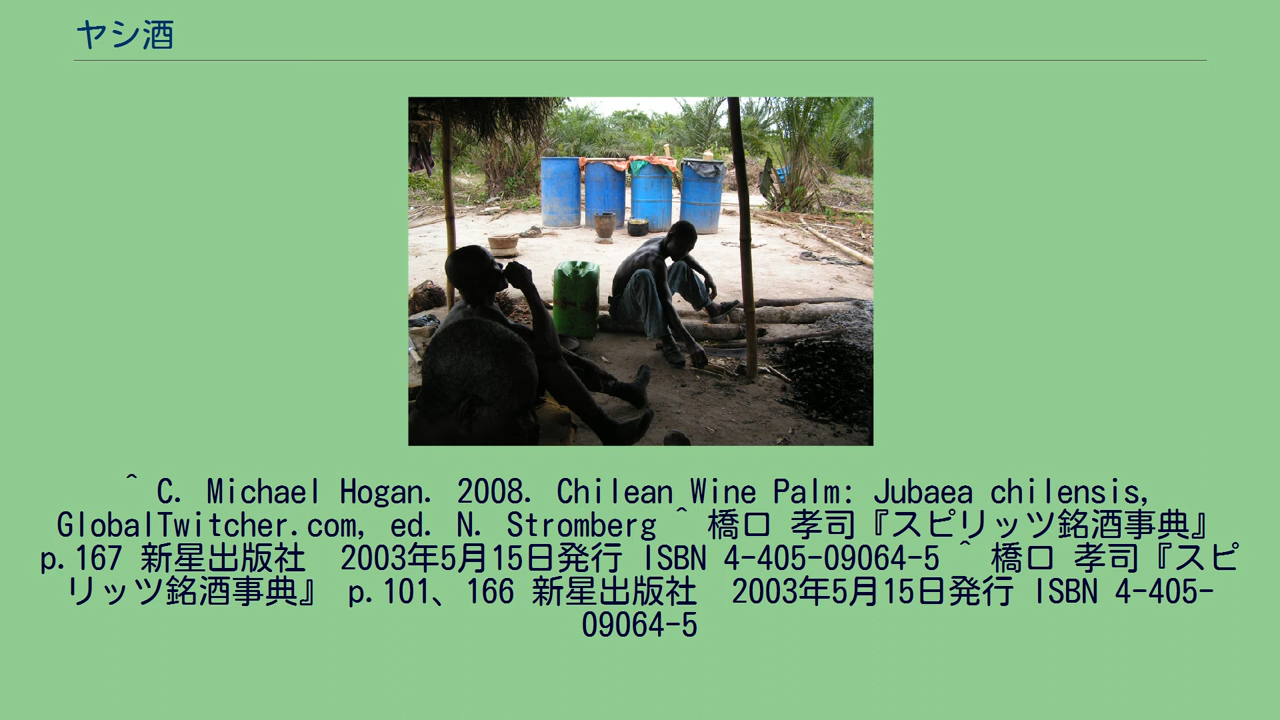 ヤシ酒
^ C. Michael Hogan. 2008. Chilean Wine Palm: Jubaea chilensis,
GlobalTwitcher.com, ed. N. Stromberg ^ 橋口 孝司『スピリッツ銘酒事典』
p.167 新星出版社　2003年5月15日発行 ISBN 4-405-09064-5 ^ 橋口 孝司『スピ
リッツ銘酒事典』 p.101、166 新星出版社　2003年5月15日発行 ISBN 4-405-
09064-5